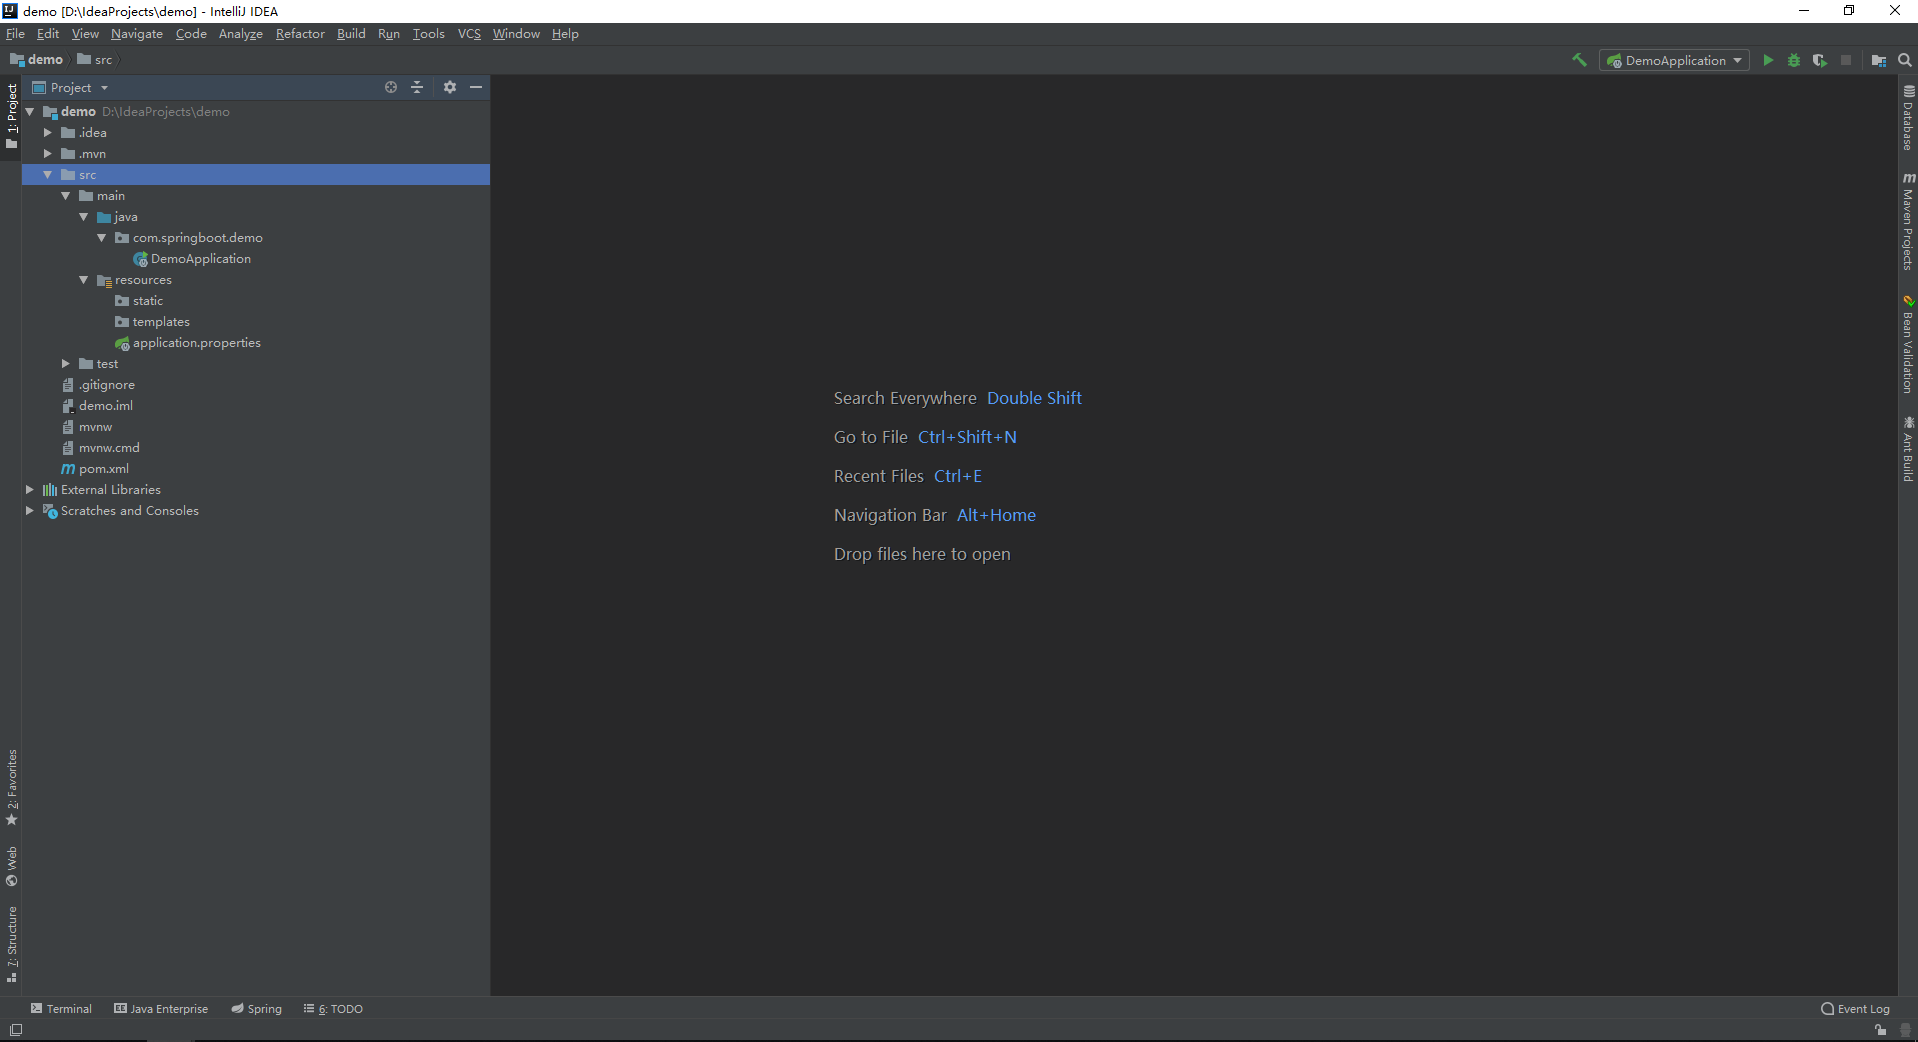 demo [D:\IdeaProjects\demo] - IntelliJ IDEA
File Edit View Navigate Code Analyze Refactor Build Run Tools VCS Window Help
demo src
DemoApplication
1: Project
Project
demo D:\IdeaProjects\demo
.idea
.mvn
src
main
java
com.springboot.demo
DemoApplication
resources
static
templates
application.properties
test
.gitignore
demo.iml
mvnw
mvnw.cmd
pom.xml
External Libraries
Scratches and Consoles
Search Everywhere Double Shift
Go to File Ctrl+Shift+N
Recent Files Ctrl+E
Navigation Bar Alt+Home
Drop files here to open
Database
Maven Projects
Bean Validation
Ant Build
2: Favorites
Web
7: Structure
Terminal Java Enterprise Spring 6: TODO
Event Log